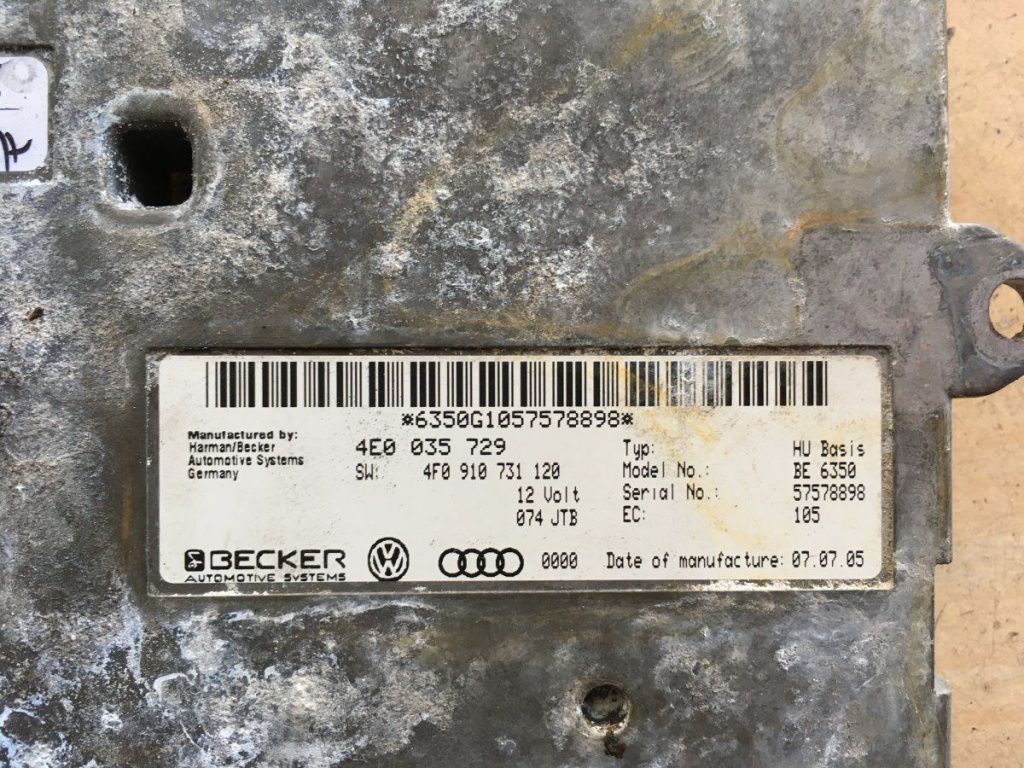 *6350G1057578898*
Manufactured by:
Harman/Becker
Automotive Systems
Germany
4E0 035 729
SW: 4F0 910 731 120
12 Volt
074 JTB
Typ: HU Basis
Model No.: BE 6350
Serial No.: 57578898
EC: 105
BECKER
AUTOMOTIVE SYSTEMS
VW
0000
Date of manufacture: 07.07.05